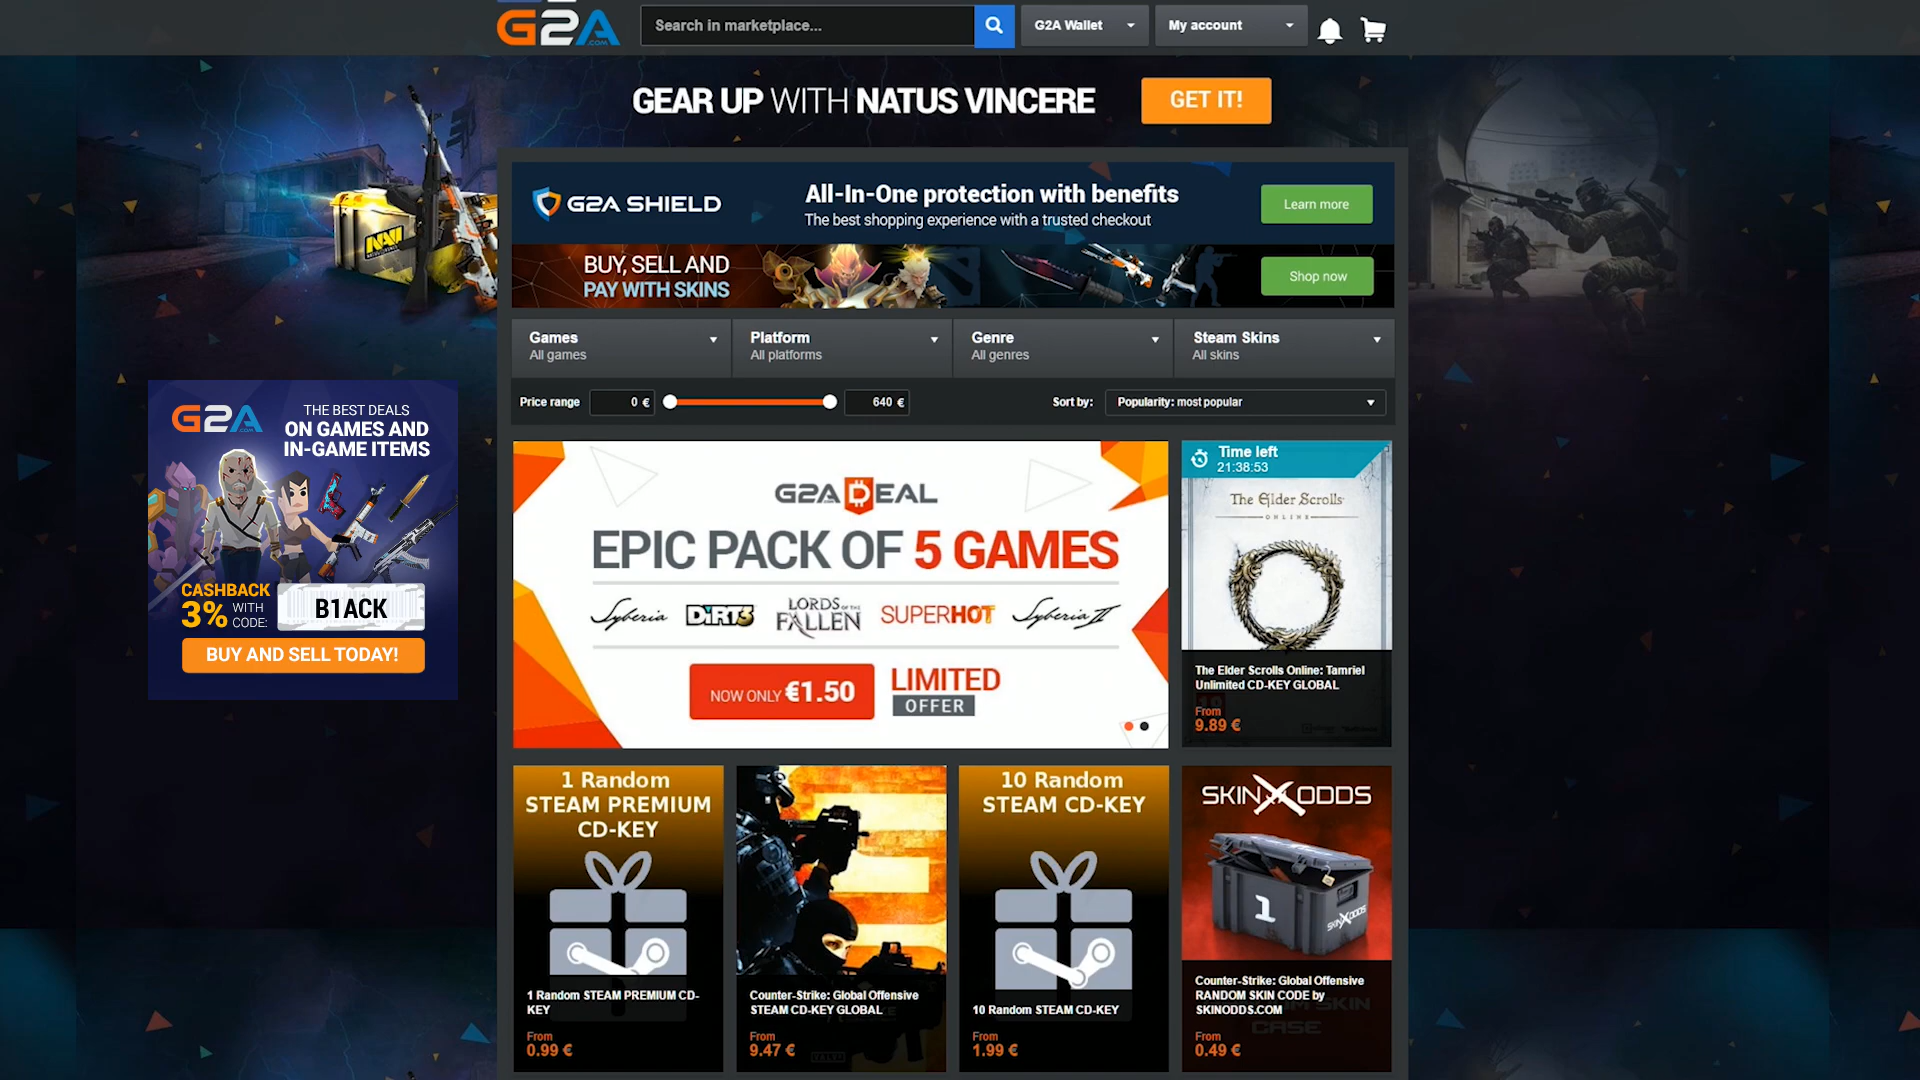 G2A
.COM
Search in marketplace...
G2A Wallet
My account
GEAR UP WITH NATUS VINCERE
GET IT!
G2A SHIELD
All-In-One protection with benefits
The best shopping experience with a trusted checkout
Learn more
NAVI
BUY, SELL AND
PAY WITH SKINS
Shop now
Games
All games
Platform
All platforms
Genre
All genres
Steam Skins
All skins
Price range
0 €
640 €
Sort by:
Popularity: most popular
G2A
.COM
THE BEST DEALS
ON GAMES AND
IN-GAME ITEMS
CASHBACK
3% WITH CODE:
B1ACK
BUY AND SELL TODAY!
G2A DEAL
EPIC PACK OF 5 GAMES
Syberia
DiRT3
LORDS OF THE FALLEN
SUPERHOT
Syberia II
NOW ONLY €1.50
LIMITED
OFFER
Time left
21:38:53
The Elder Scrolls
ONLINE
The Elder Scrolls Online: Tamriel
Unlimited CD-KEY GLOBAL
From
9.89 €
1 Random
STEAM PREMIUM
CD-KEY
1 Random STEAM PREMIUM CD-
KEY
From
0.99 €
Counter-Strike: Global Offensive
STEAM CD-KEY GLOBAL
From
9.47 €
10 Random
STEAM CD-KEY
10 Random STEAM CD-KEY
From
1.99 €
SKINXODDS
1
SKINXODDS
Counter-Strike: Global Offensive
RANDOM SKIN CODE by
SKINODDS.COM
CASE
From
0.49 €